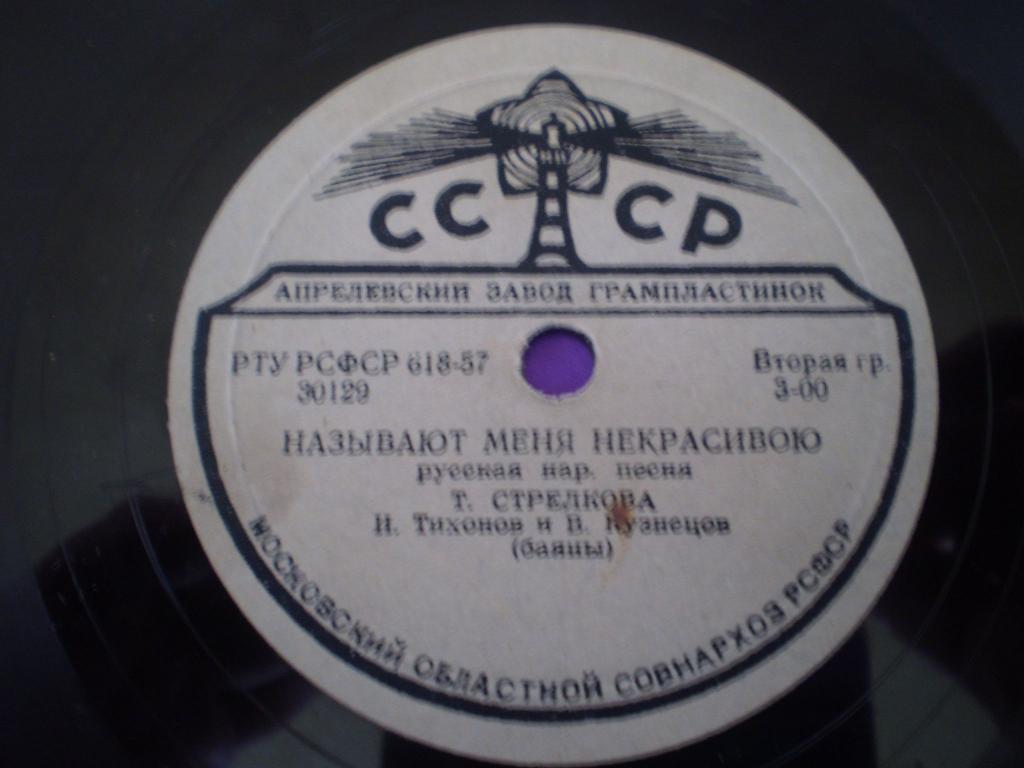 СССР
АПРЕЛЕВСКИЙ ЗАВОД ГРАМПЛАСТИНОК
РТУ РСФСР 618-57
Вторая гр.
30129
3-00
НАЗЫВАЮТ МЕНЯ НЕКРАСИВОЮ
русская нар. песня
Т. СТРЕЛКОВА
И. Тихонов и В. Кузнецов
(баяны)
МОСКОВСКИЙ ОБЛАСТНОЙ СОВНАРХОЗ РСФСР